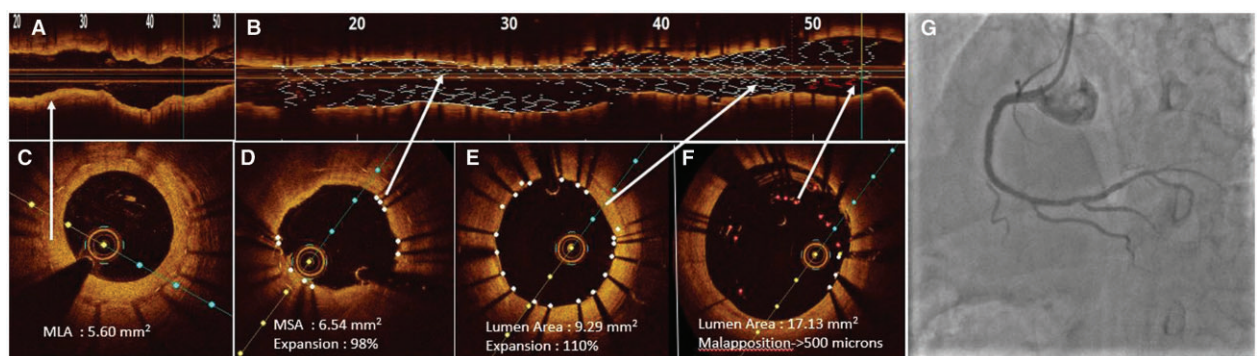 A
20
30
40
50
B
20
30
40
50
G
C
MLA : 5.60 mm²
D
MSA : 6.54 mm²
Expansion : 98%
E
Lumen Area : 9.29 mm²
Expansion : 110%
F
Lumen Area : 17.13 mm²
Malapposition->500 microns